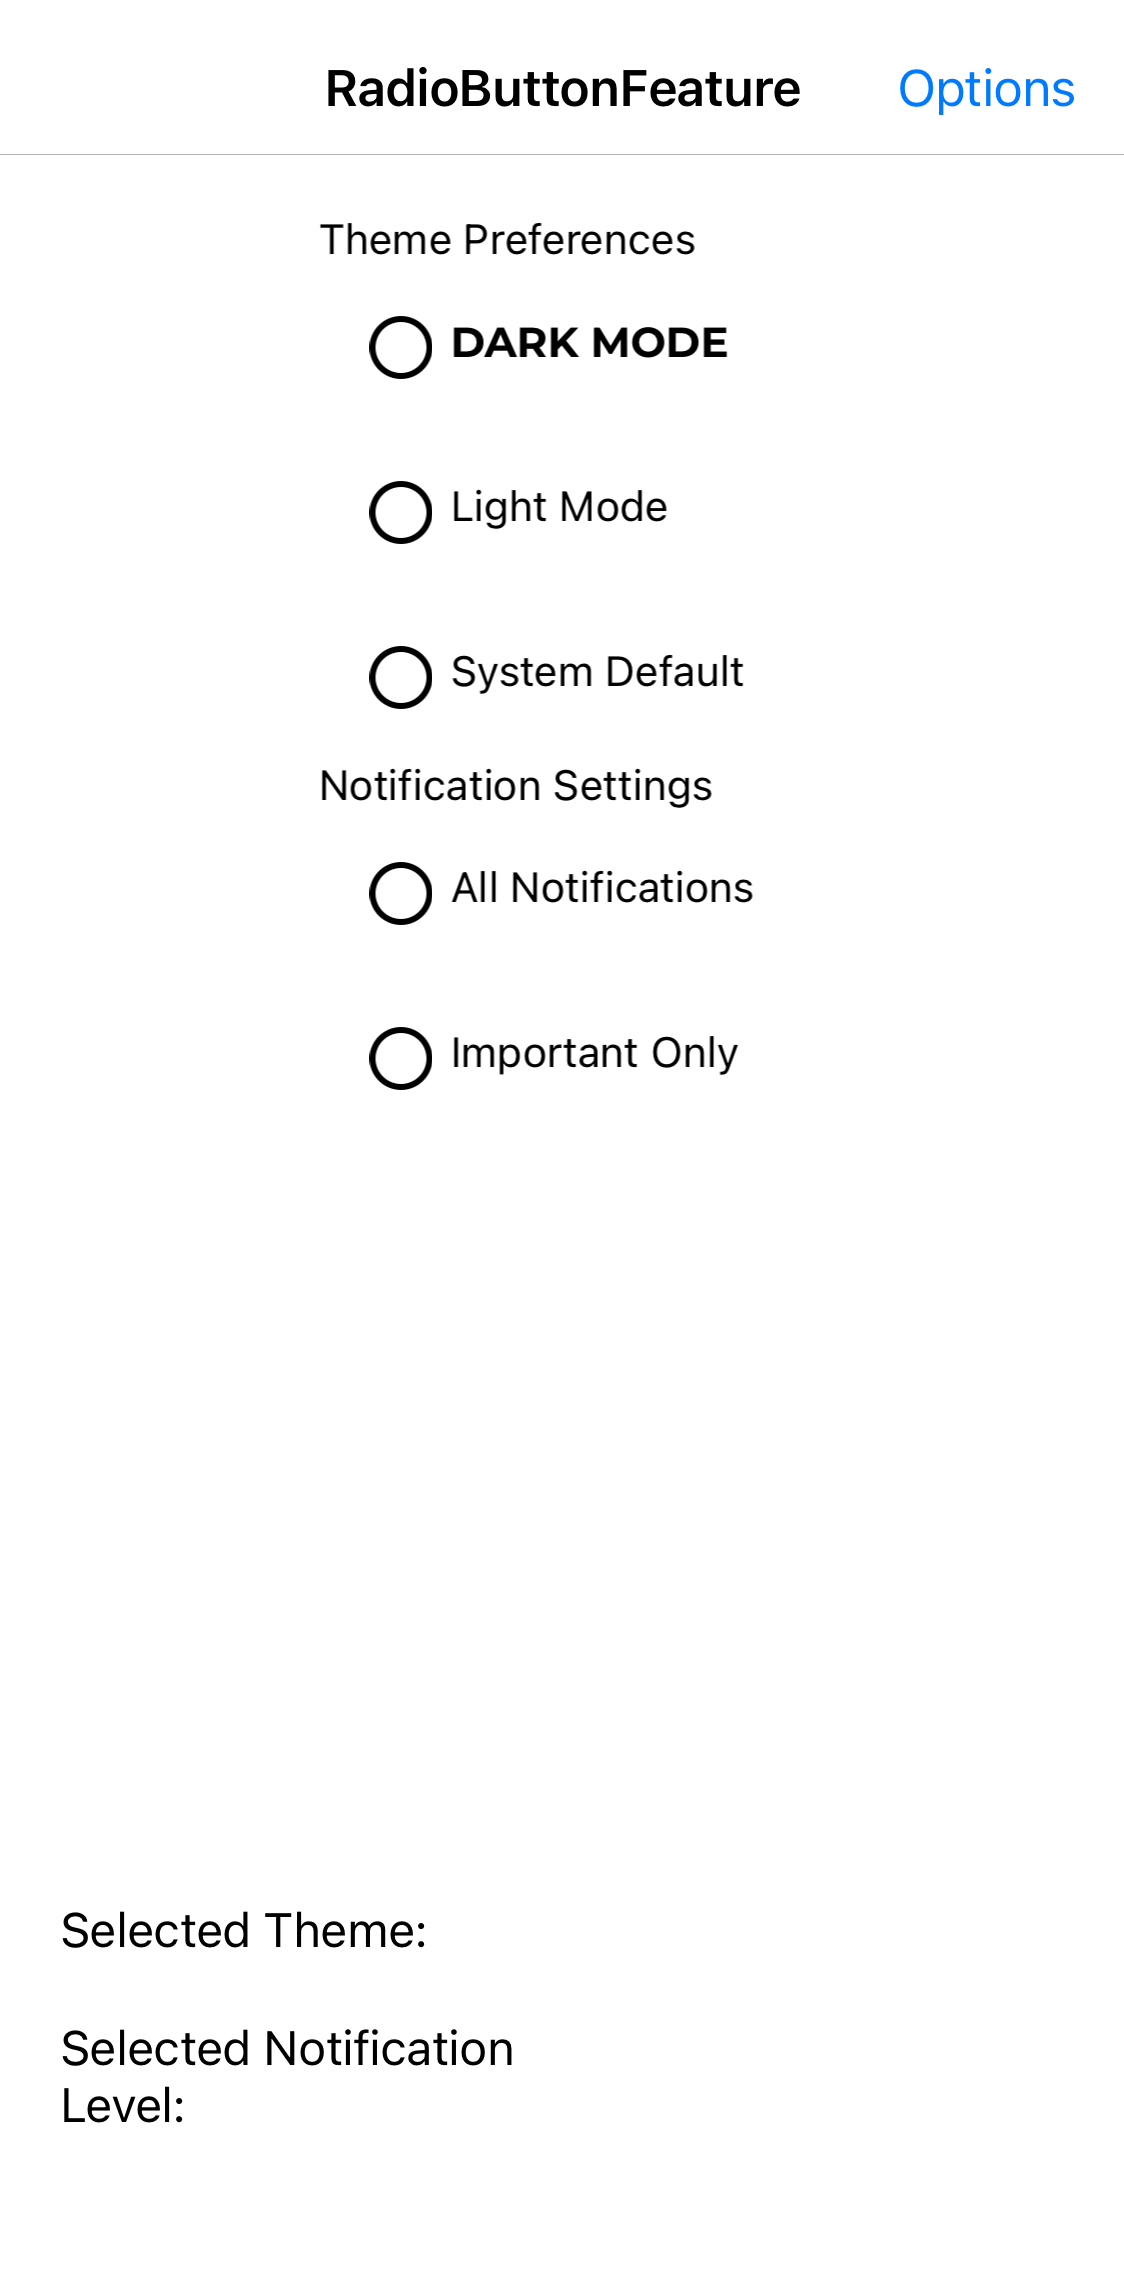 RadioButtonFeature
Options
Theme Preferences
DARK MODE
Light Mode
System Default
Notification Settings
All Notifications
Important Only
Selected Theme:
Selected Notification
Level: